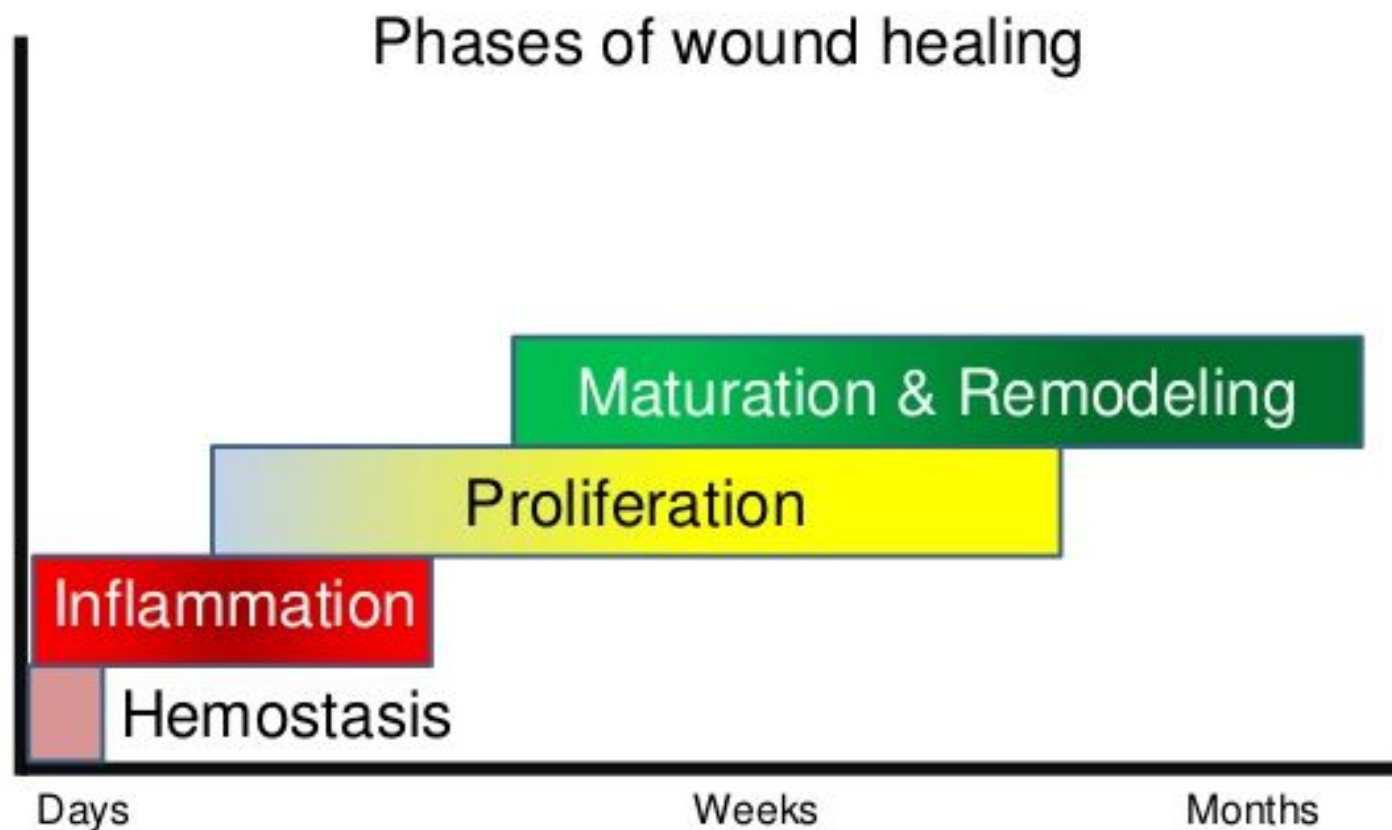 Phases of wound healing
Maturation & Remodeling
Proliferation
Inflammation
Hemostasis
Days Weeks Months